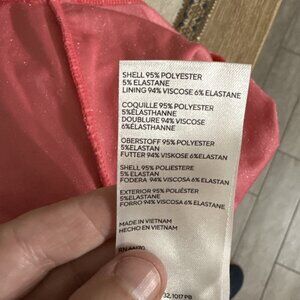 SHELL 95% POLYESTER
5% ELASTANE
LINING 94% VISCOSE 6% ELASTANE
COQUILLE 95% POLYESTER
5%ÉLASTHANNE
DOUBLURE 94% VISCOSE
6%ÉLASTHANNE
OBERSTOFF 95% POLYESTER
5%ELASTAN
FUTTER 94% VISKOSE 6% ELASTAN
SHELL 95% POLIESTERE
5% ELASTAN
FODERA 94% VISCOSA 6% ELASTAN
EXTERIOR 95% POLIÉSTER
5% ELASTANO
FORRO 94% VISCOSA 6% ELASTANO
MADE IN VIETNAM
HECHO EN VIETNAM